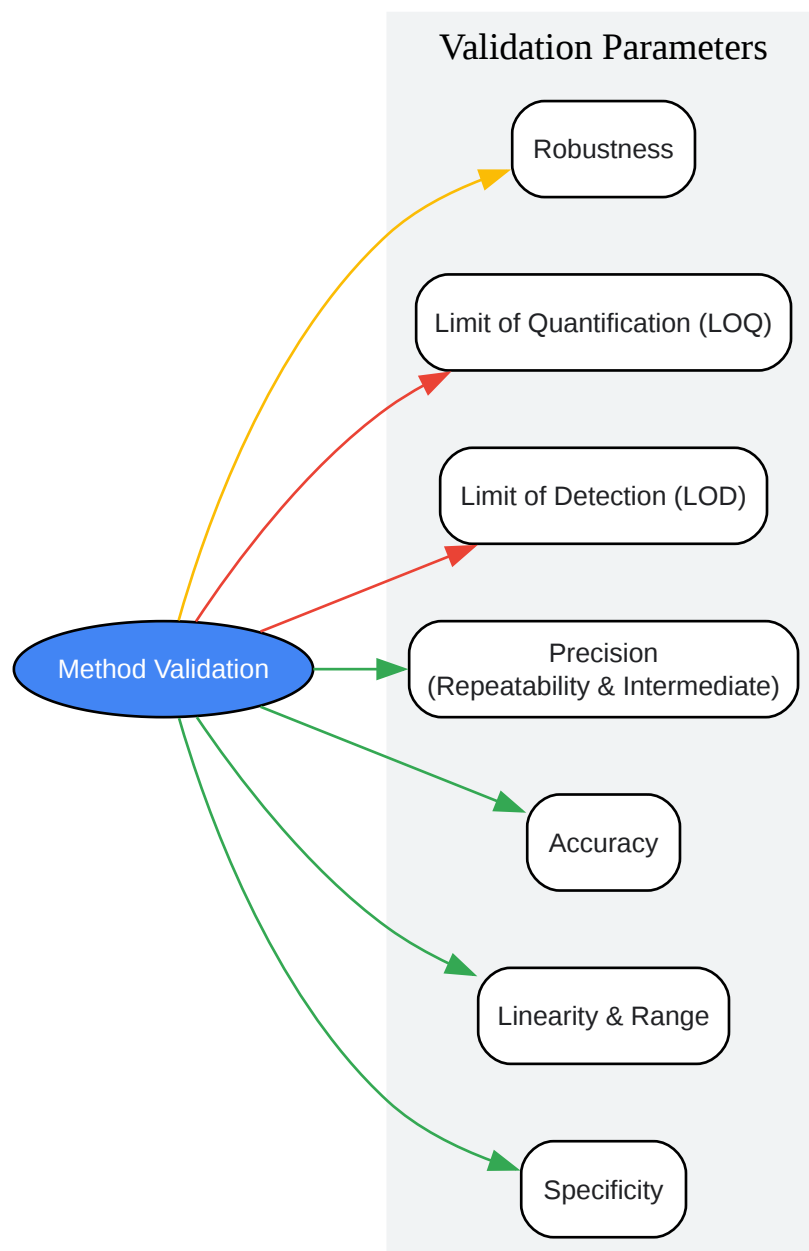 Validation Parameters
Robustness
Limit of Quantification (LOQ)
Limit of Detection (LOD)
Method Validation
Precision
(Repeatability & Intermediate)
Accuracy
Linearity & Range
Specificity